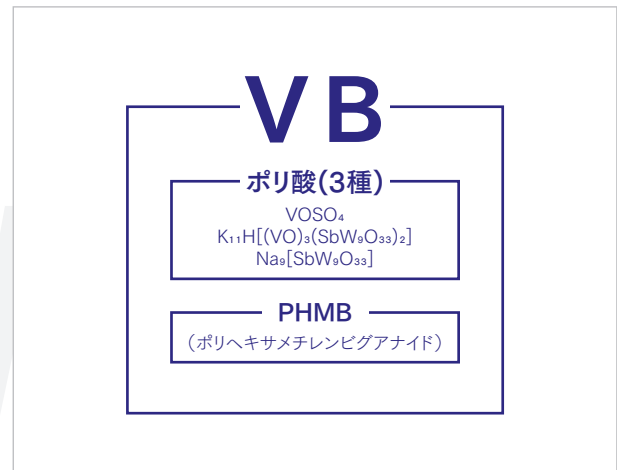 VB
ポリ酸(3種)
VOSO₄
K₁₁H[(VO)₃(SbW₉O₃₃)₂]
Na₉[SbW₉O₃₃]
PHMB
(ポリヘキサメチレンビグアナイド)